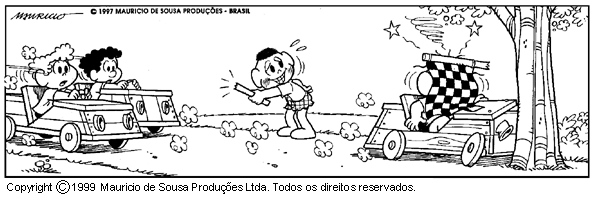 © 1997 MAURICIO DE SOUSA PRODUÇÕES - BRASIL
MAURICIO
Copyright ©1999 Mauricio de Sousa Produções Ltda. Todos os direitos reservados.